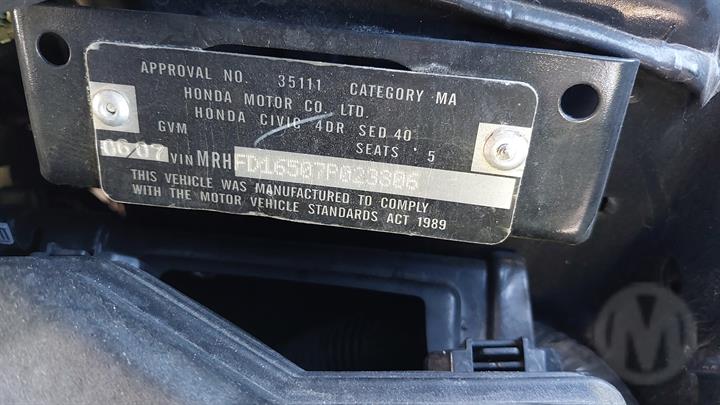 APPROVAL NO. 35111 CATEGORY MA
HONDA MOTOR CO. LTD.
HONDA CIVIC 4DR SED 40
GVM SEATS 5
06/07 VIN MRHFD16507P023806
THIS VEHICLE WAS MANUFACTURED TO COMPLY
WITH THE MOTOR VEHICLE STANDARDS ACT 1989
M